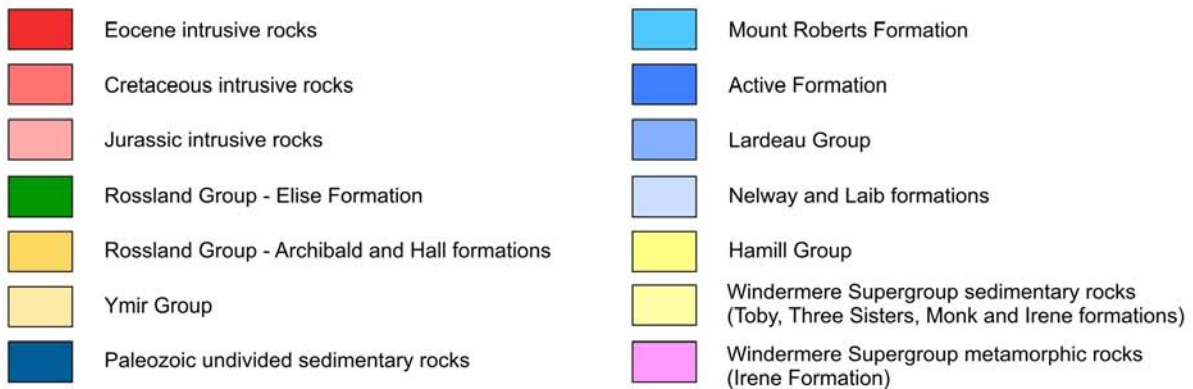 Eocene intrusive rocks
Cretaceous intrusive rocks
Jurassic intrusive rocks
Rossland Group - Elise Formation
Rossland Group - Archibald and Hall formations
Ymir Group
Paleozoic undivided sedimentary rocks
Mount Roberts Formation
Active Formation
Lardeau Group
Nelway and Laib formations
Hamill Group
Windermere Supergroup sedimentary rocks
(Toby, Three Sisters, Monk and Irene formations)
Windermere Supergroup metamorphic rocks
(Irene Formation)